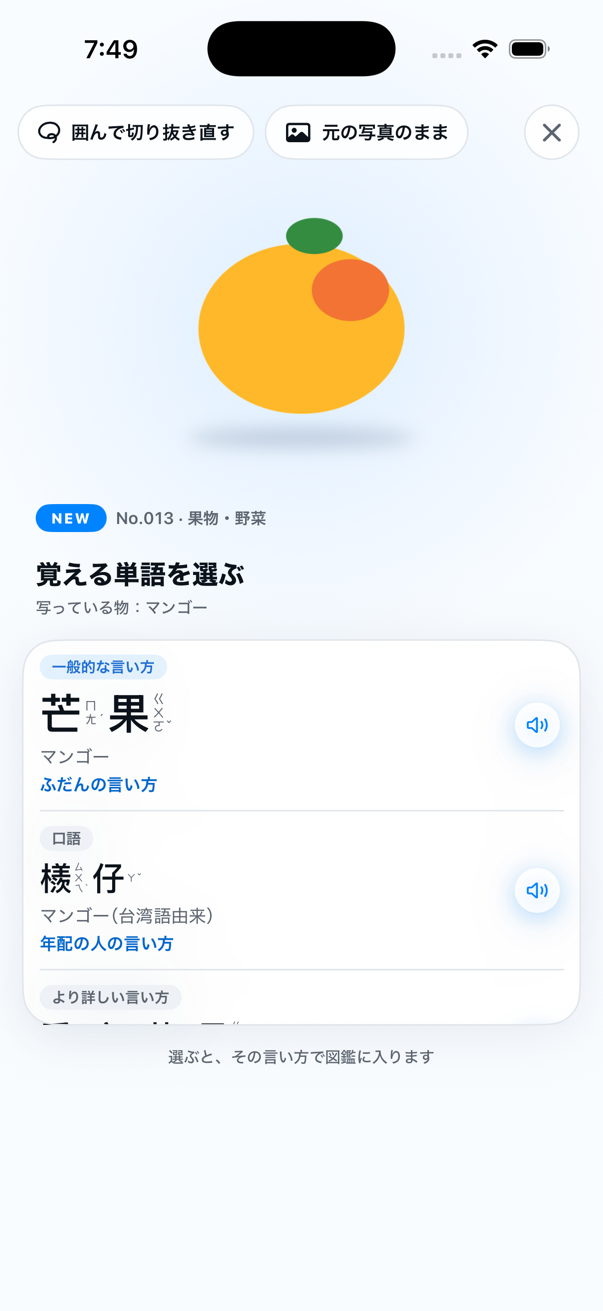 7:49
囲んで切り抜き直す
元の写真のまま
NEW No.013 · 果物・野菜
覚える単語を選ぶ
写っている物：マンゴー
一般的な言い方
芒ㄇㄤˊ果ㄍㄨㄛˇ
マンゴー
ふだんの言い方
口語
檨ㄙㄨㄟˋ仔ㄚˇ
マンゴー（台湾語由来）
年配の人の言い方
より詳しい言い方
選ぶと、その言い方で図鑑に入ります